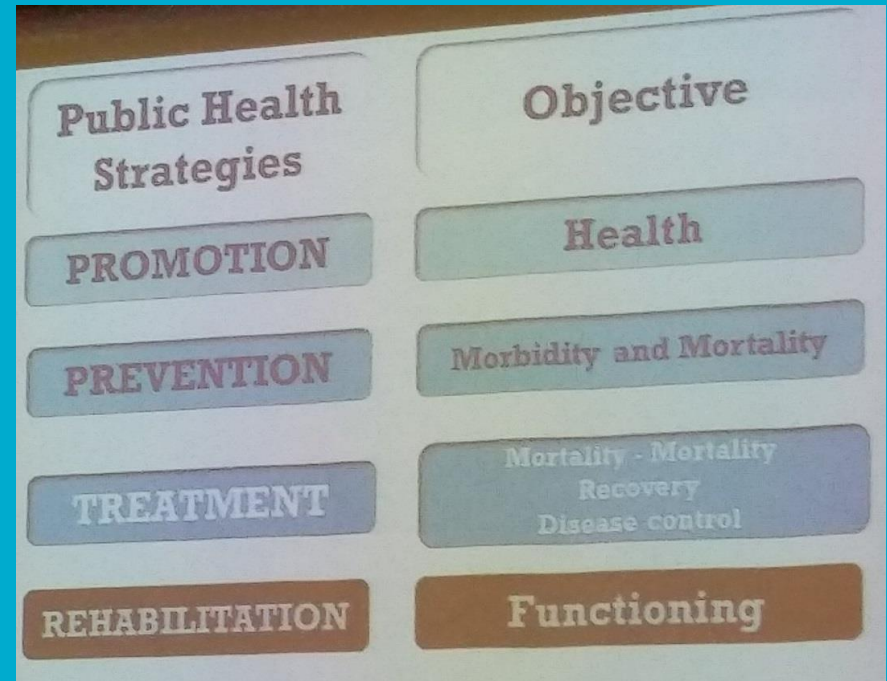 Public Health
Strategies
Objective
PROMOTION
Health
PREVENTION
Morbidity and Mortality
TREATMENT
Mortality - Mortality
Recovery
Disease control
REHABILITATION
Functioning